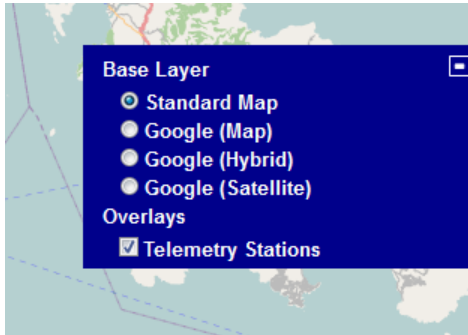 Base Layer
Standard Map
Google (Map)
Google (Hybrid)
Google (Satellite)
Overlays
Telemetry Stations